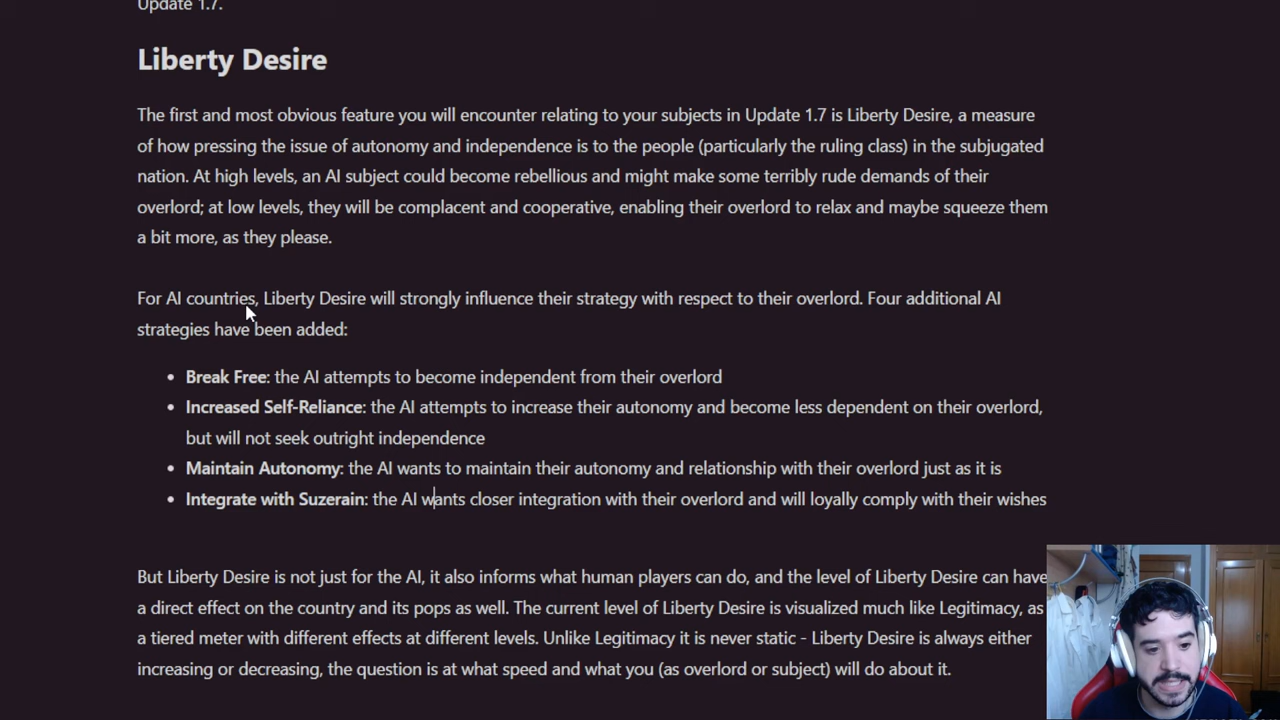 Update 1.7.
Liberty Desire
The first and most obvious feature you will encounter relating to your subjects in Update 1.7 is Liberty Desire, a measure
of how pressing the issue of autonomy and independence is to the people (particularly the ruling class) in the subjugated
nation. At high levels, an AI subject could become rebellious and might make some terribly rude demands of their
overlord; at low levels, they will be complacent and cooperative, enabling their overlord to relax and maybe squeeze them
a bit more, as they please.
For AI countries, Liberty Desire will strongly influence their strategy with respect to their overlord. Four additional AI
strategies have been added:
• Break Free: the AI attempts to become independent from their overlord
• Increased Self-Reliance: the AI attempts to increase their autonomy and become less dependent on their overlord,
but will not seek outright independence
• Maintain Autonomy: the AI wants to maintain their autonomy and relationship with their overlord just as it is
• Integrate with Suzerain: the AI wants closer integration with their overlord and will loyally comply with their wishes
But Liberty Desire is not just for the AI, it also informs what human players can do, and the level of Liberty Desire can have
a direct effect on the country and its pops as well. The current level of Liberty Desire is visualized much like Legitimacy, as
a tiered meter with different effects at different levels. Unlike Legitimacy it is never static - Liberty Desire is always either
increasing or decreasing, the question is at what speed and what you (as overlord or subject) will do about it.